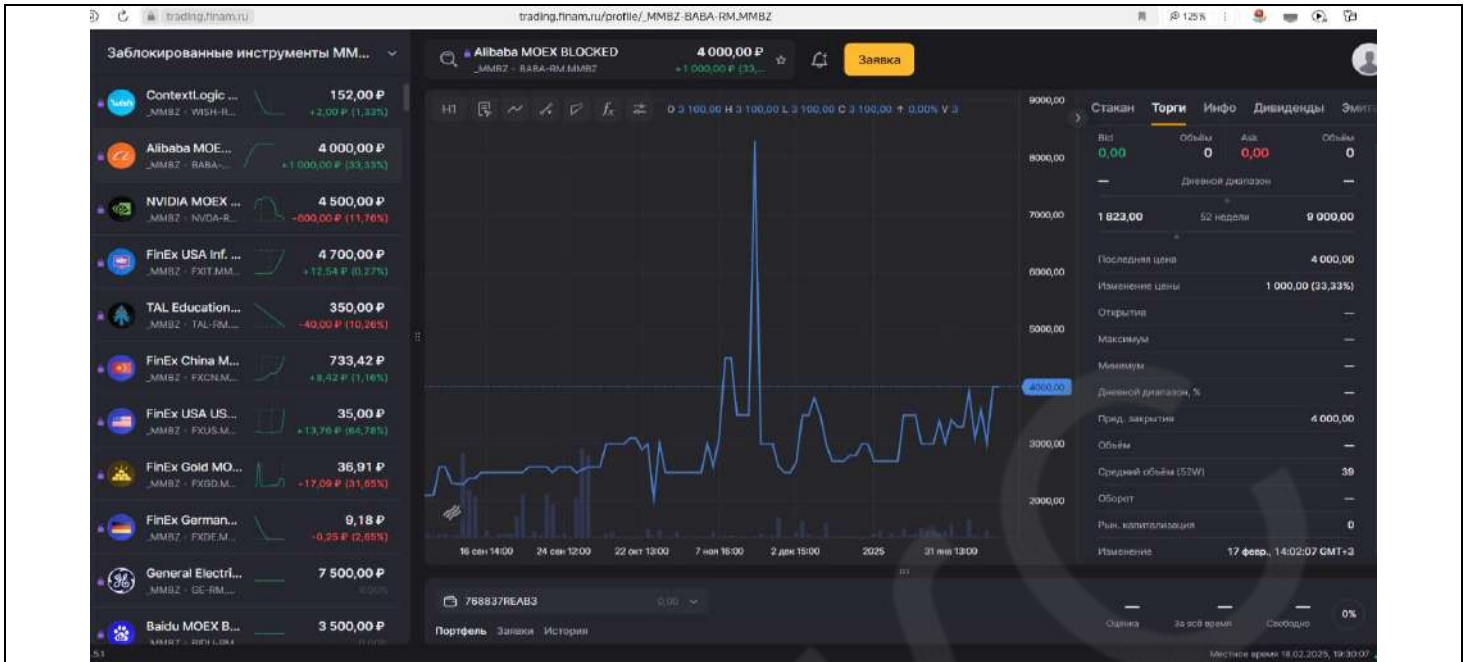 trading.finam.ru
trading.finam.ru/profile/_MMBZ-BABA-RM.MMBZ
125%
Заблокированные инструменты MM...
Alibaba MOEX BLOCKED
_MMBZ - BABA-RM.MMBZ
4 000,00 ₽
+1 000,00 ₽ (33,...
Заявка
ContextLogic ...
152,00 ₽
_MMBZ - WISH-R...
+2,00 ₽ (1,33%)
Alibaba MOE...
4 000,00 ₽
_MMBZ - BABA-...
+1 000,00 ₽ (33,33%)
NVIDIA MOEX ...
4 500,00 ₽
_MMBZ - NVDA-R...
-600,00 ₽ (11,76%)
FinEx USA Inf. ...
4 700,00 ₽
_MMBZ - FXIT.MM...
+12,54 ₽ (0,27%)
TAL Education...
350,00 ₽
_MMBZ - TAL-RM....
-40,00 ₽ (10,26%)
FinEx China M...
733,42 ₽
_MMBZ - FXCN.M...
+8,42 ₽ (1,16%)
FinEx USA US...
35,00 ₽
_MMBZ - FXUS.M...
+13,76 ₽ (64,78%)
FinEx Gold MO...
36,91 ₽
_MMBZ - FXGD.M...
-17,09 ₽ (31,65%)
FinEx German...
9,18 ₽
_MMBZ - FXDE.M...
-0,25 ₽ (2,65%)
General Electri...
7 500,00 ₽
_MMBZ - GE-RM....
0,00%
Baidu MOEX B...
3 500,00 ₽
H1
O 3 100,00 H 3 100,00 L 3 100,00 C 3 100,00 ↑ 0,00% V 3
9000,00
8000,00
7000,00
6000,00
5000,00
4000,00
3000,00
2000,00
16 сен 14:00 24 сен 12:00 22 окт 13:00 7 ноя 16:00 2 дек 15:00 2025 31 янв 13:00
768837REAB3
0,00
Портфель Заявки История
Стакан Торги Инфо Дивиденды Эмит
Bid Объём Ask Объём
0,00 0 0,00 0
— Дневной диапазон —
1 823,00 52 недели 9 000,00
Последняя цена 4 000,00
Изменение цены 1 000,00 (33,33%)
Открытие —
Максимум —
Минимум —
Дневной диапазон, % —
Пред. закрытие 4 000,00
Объём —
Средний объём (52W) 39
Оборот —
Рын. капитализация 0
Изменение 17 февр., 14:02:07 GMT+3
— — —
Оценка За всё время Свободно
0%
Местное время 18.02.2025, 19:30:07